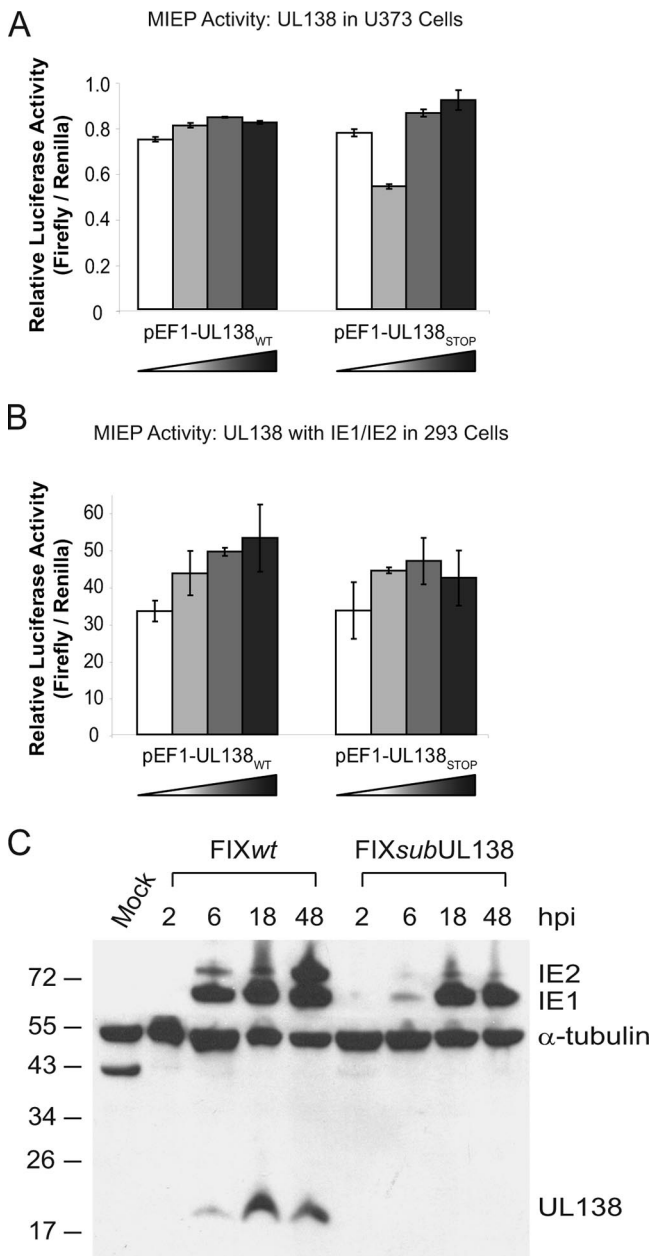 A
MIEP Activity: UL138 in U373 Cells
Relative Luciferase Activity
(Firefly / Renilla)
1.0
0.8
0.6
0.4
0.2
0
pEF1-UL138WT
pEF1-UL138STOP
B
MIEP Activity: UL138 with IE1/IE2 in 293 Cells
Relative Luciferase Activity
(Firefly / Renilla)
60
50
40
30
20
10
0
pEF1-UL138WT
pEF1-UL138STOP
C
FIXwt
FIXsubUL138
Mock 2 6 18 48 2 6 18 48 hpi
72
55
43
34
26
17
IE2
IE1
α-tubulin
UL138